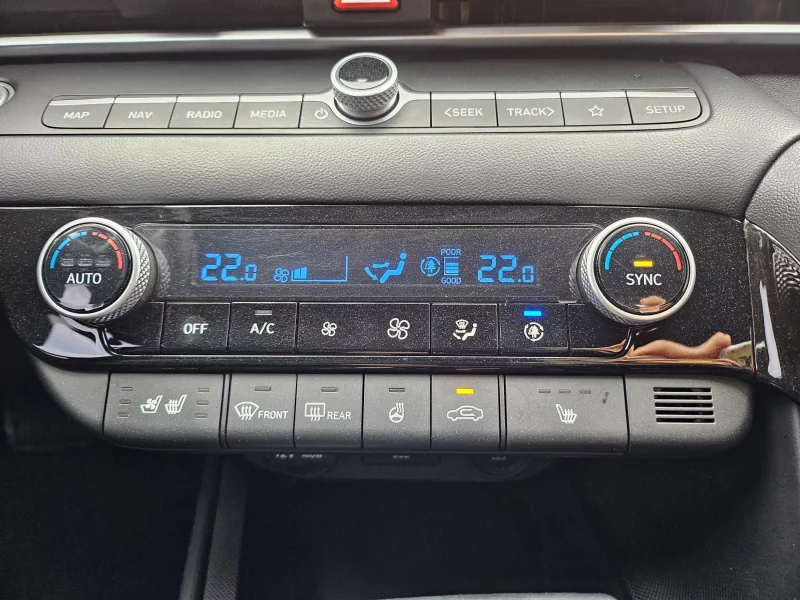 MAP NAV RADIO MEDIA <SEEK TRACK> SETUP
22.0 POOR GOOD 22.0
AUTO SYNC
OFF A/C
FRONT REAR